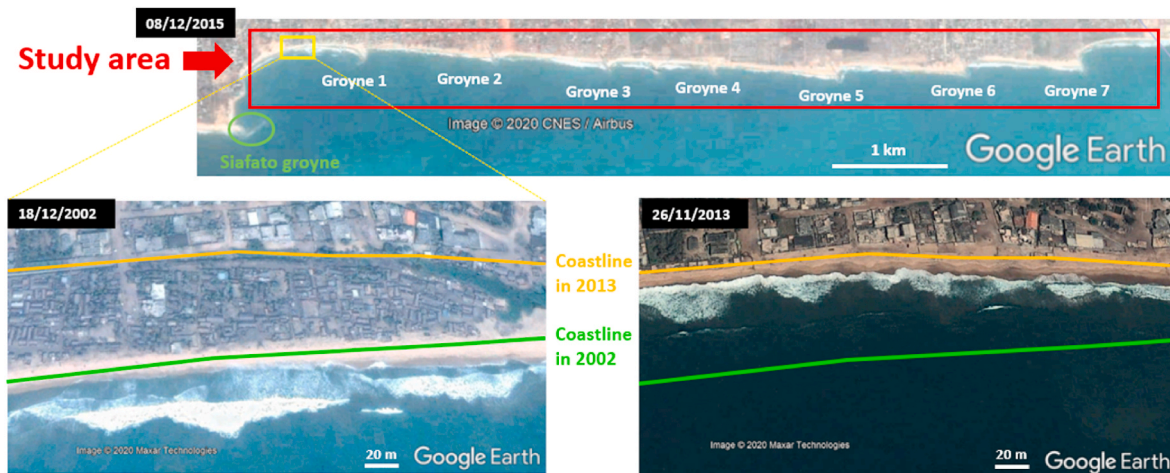 08/12/2015
Study area
Groyne 1
Groyne 2
Groyne 3
Groyne 4
Groyne 5
Groyne 6
Groyne 7
Image © 2020 CNES / Airbus
Siafato groyne
1 km
Google Earth
18/12/2002
26/11/2013
Coastline
in 2013
Coastline
in 2002
Image © 2020 Maxar Technologies
20 m
Google Earth
Image © 2020 Maxar Technologies
20 m
Google Earth